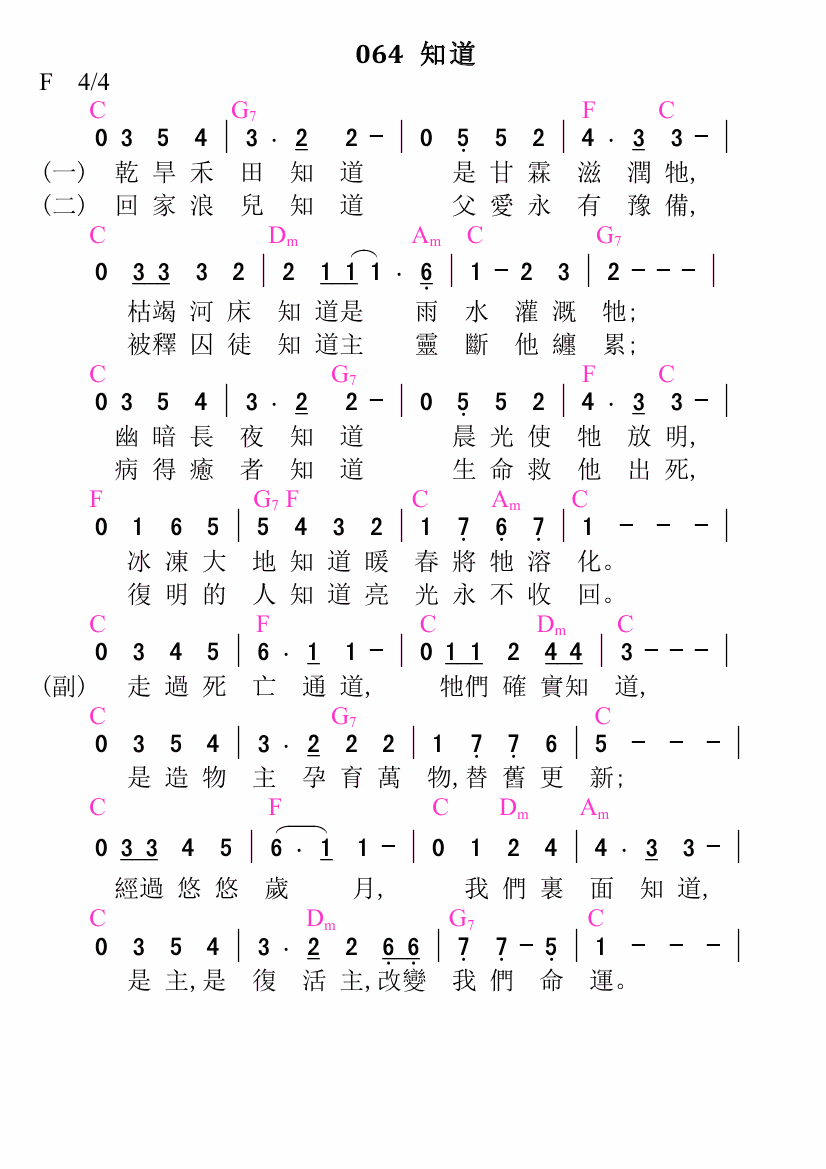 064 知道
F 4/4
C G7 F C
0 3 5 4 | 3 · 2 2 – | 0 5 5 2 | 4 · 3 3 – |
(一) 乾 旱 禾 田 知 道 是 甘 霖 滋 潤 牠,
(二) 回 家 浪 兒 知 道 父 愛 永 有 豫 備,
C Dm Am C G7
0 3 3 3 2 | 2 1 1 1 · 6 | 1 – 2 3 | 2 – – – |
枯竭 河 床 知 道是 雨 水 灌 溉 牠;
被釋 囚 徒 知 道主 靈 斷 他 纏 累;
C G7 F C
0 3 5 4 | 3 · 2 2 – | 0 5 5 2 | 4 · 3 3 – |
幽 暗 長 夜 知 道 晨 光 使 牠 放 明,
病 得 癒 者 知 道 生 命 救 他 出 死,
F G7 F C Am C
0 1 6 5 | 5 4 3 2 | 1 7 6 7 | 1 – – – |
冰 凍 大 地 知 道 暖 春 將 牠 溶 化。
復 明 的 人 知 道 亮 光 永 不 收 回。
C F C Dm C
0 3 4 5 | 6 · 1 1 – | 0 1 1 2 4 4 | 3 – – – |
(副) 走 過 死 亡 通 道, 牠們 確 實知 道,
C G7 C
0 3 5 4 | 3 · 2 2 2 | 1 7 7 6 | 5 – – – |
是 造 物 主 孕 育 萬 物,替 舊 更 新;
C F C Dm Am
0 3 3 4 5 | 6 · 1 1 – | 0 1 2 4 | 4 · 3 3 – |
經過 悠 悠 歲 月, 我 們 裏 面 知 道,
C Dm G7 C
0 3 5 4 | 3 · 2 2 6 6 | 7 7 – 5 | 1 – – – |
是 主,是 復 活 主,改變 我 們 命 運。